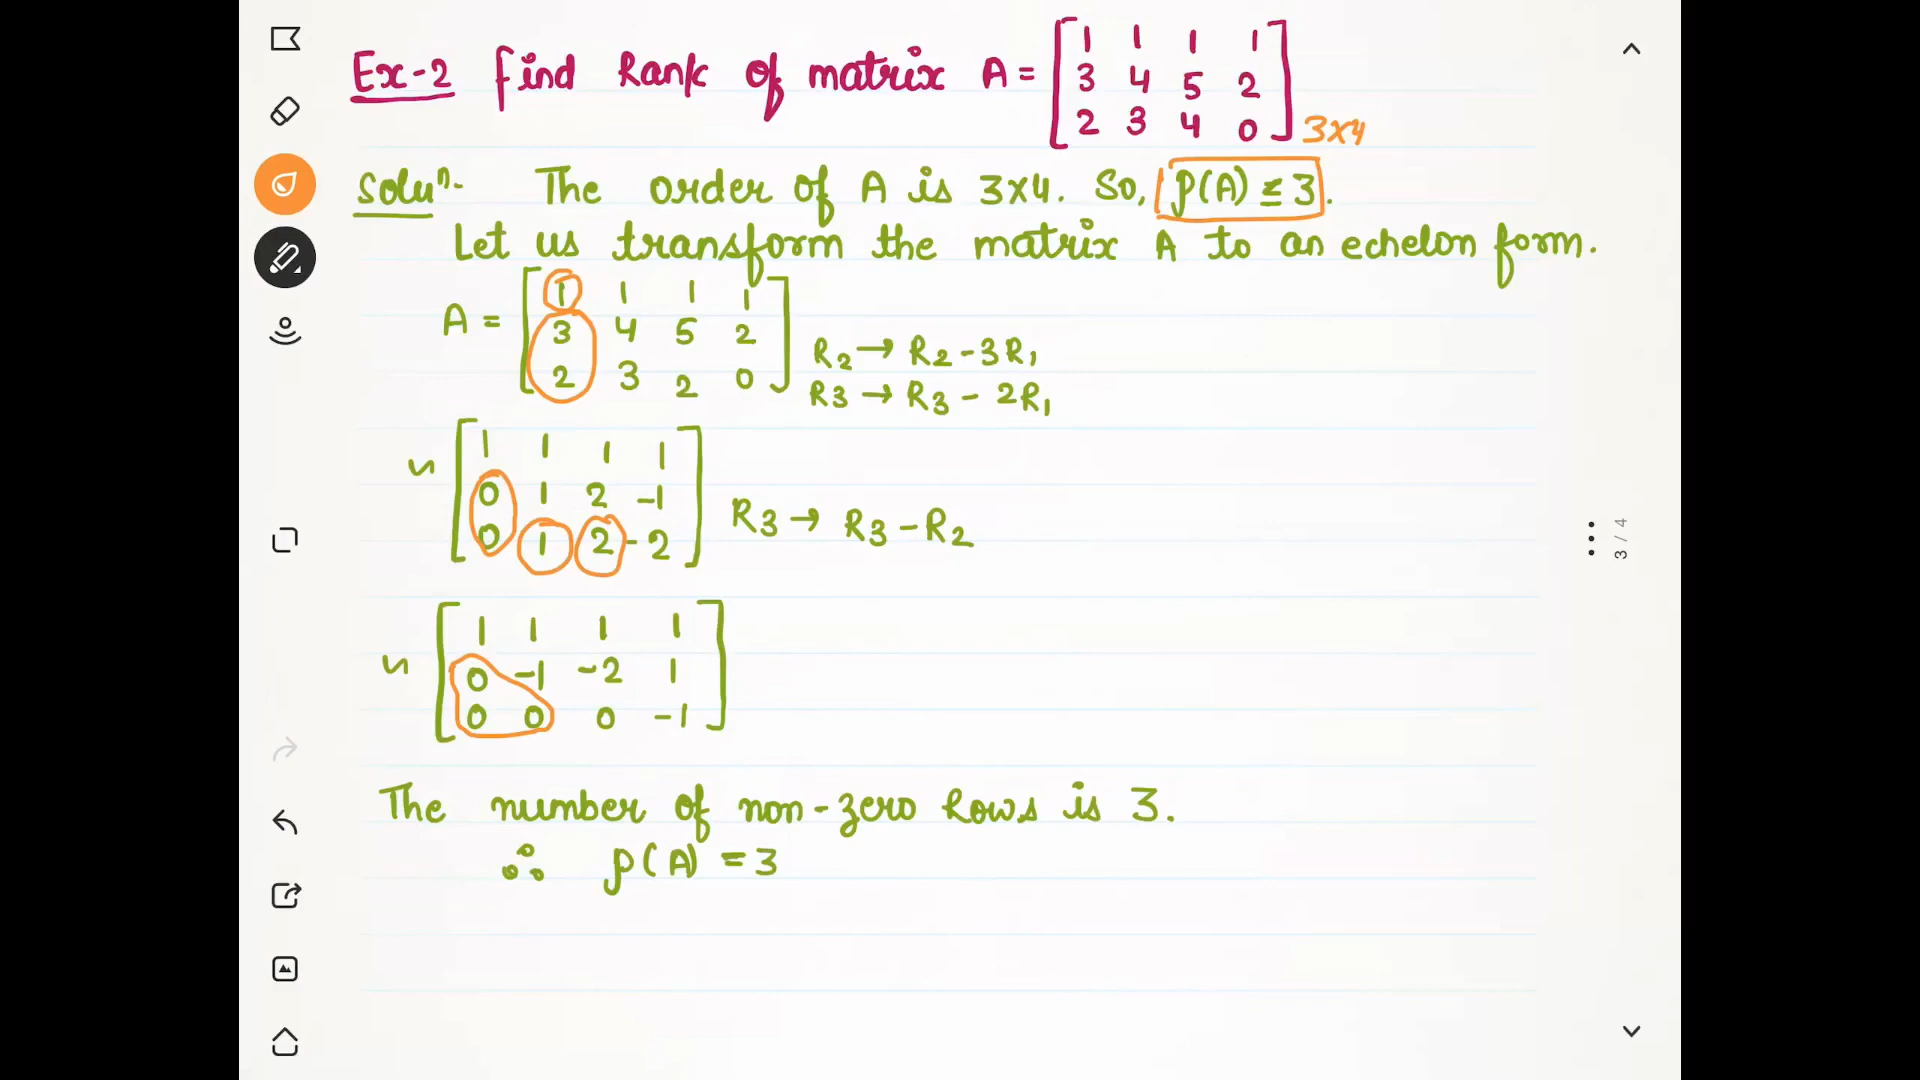 Ex-2 Find Rank of matrix A = [1 1 1 1
3 4 5 2
2 3 4 0] 3x4
Soluⁿ- The order of A is 3x4. So, ρ(A) ≤ 3.
Let us transform the matrix A to an echelon form.
A = [1 1 1 1
3 4 5 2
2 3 2 0] R2 → R2 - 3R1
R3 → R3 - 2R1
~ [1 1 1 1
0 1 2 -1
0 1 2 -2] R3 → R3 - R2
~ [1 1 1 1
0 -1 -2 1
0 0 0 -1]
The number of non-zero Rows is 3.
∴ ρ(A) = 3
3 / 4